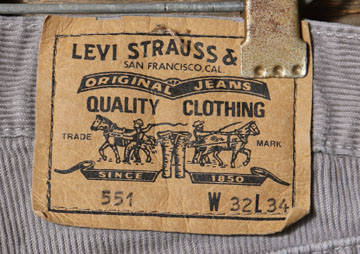 LEVI STRAUSS &
SAN FRANCISCO, CAL.
ORIGINAL JEANS
QUALITY CLOTHING
TRADE MARK
SINCE 1850
551 W 32 L 34